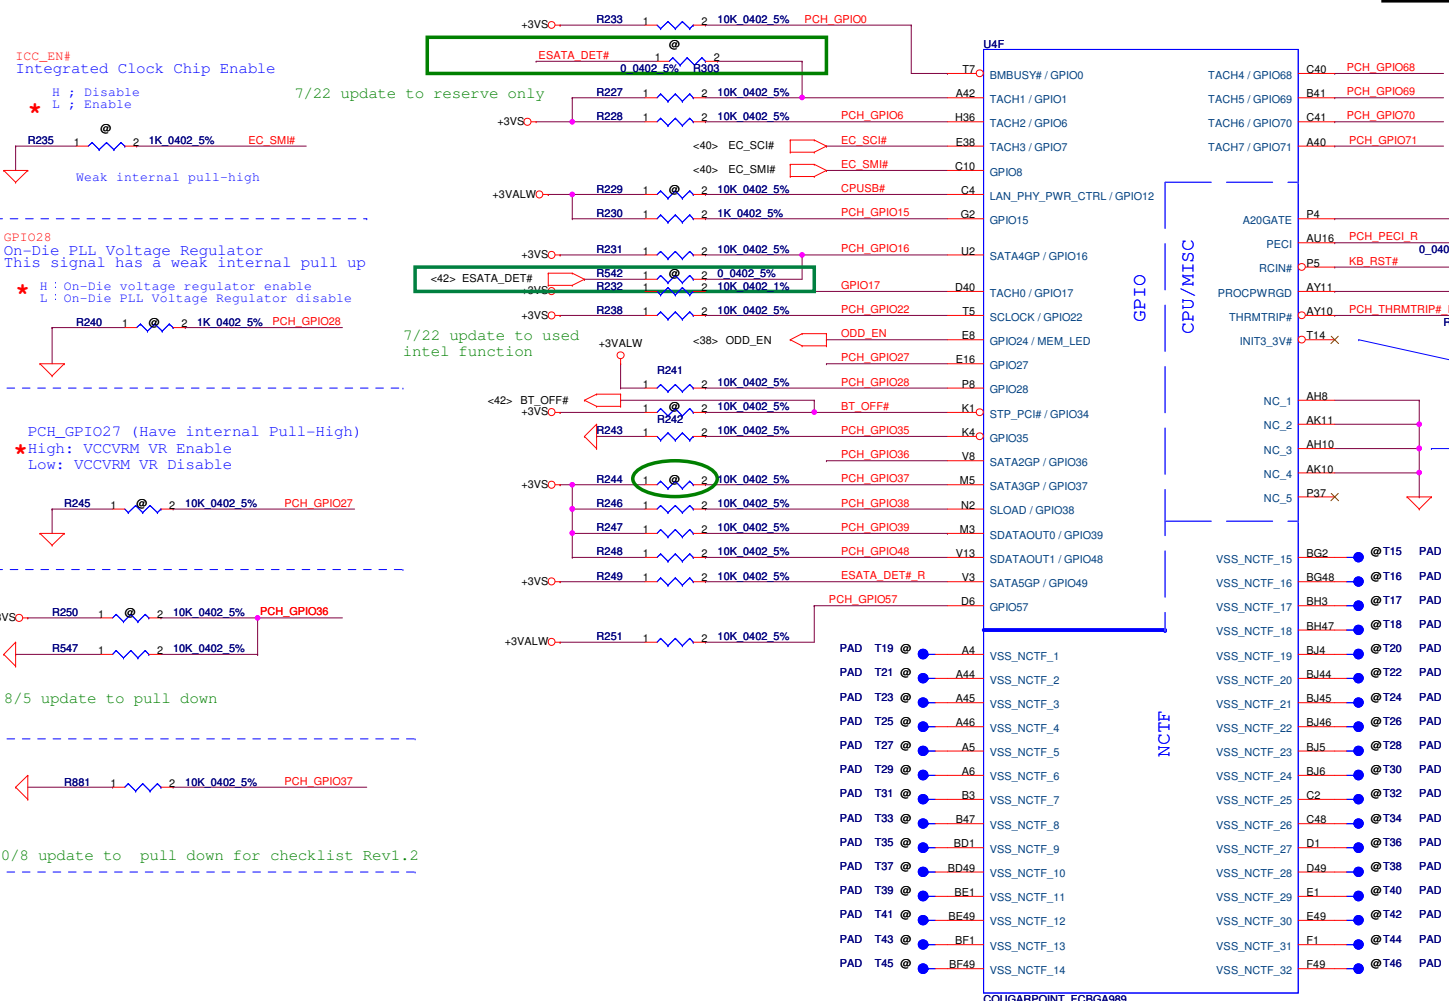 ICC_EN#
Integrated Clock Chip Enable
H ; Disable
* L ; Enable
R235 1 @ 2 1K_0402_5% EC_SMI#
Weak internal pull-high
GPIO28
On-Die PLL Voltage Regulator
This signal has a weak internal pull up
* H : On-Die voltage regulator enable
L : On-Die PLL Voltage Regulator disable
R240 1 @ 2 1K_0402_5% PCH_GPIO28
PCH_GPIO27 (Have internal Pull-High)
* High: VCCVRM VR Enable
Low: VCCVRM VR Disable
R245 1 @ 2 10K_0402_5% PCH_GPIO27
3VS R250 1 @ 2 10K_0402_5% PCH_GPIO36
R547 1 2 10K_0402_5%
8/5 update to pull down
R881 1 2 10K_0402_5% PCH_GPIO37
0/8 update to pull down for checklist Rev1.2
+3VS R233 1 2 10K_0402_5% PCH_GPIO0
ESATA_DET# 1 @ 2
0_0402_5% R303
7/22 update to reserve only
R227 1 2 10K_0402_5%
+3VS R228 1 2 10K_0402_5% PCH_GPIO6
<40> EC_SCI# EC_SCI#
<40> EC_SMI# EC_SMI#
+3VALW R229 1 @ 2 10K_0402_5% CPUSB#
R230 1 2 1K_0402_5% PCH_GPIO15
+3VS R231 1 2 10K_0402_5% PCH_GPIO16
<42> ESATA_DET# R542 1 @ 2 0_0402_5%
+3VS R232 1 2 10K_0402_1% GPIO17
+3VS R238 1 2 10K_0402_5% PCH_GPIO22
7/22 update to used
intel function
<38> ODD_EN ODD_EN
+3VALW
PCH_GPIO27
R241 1 2 10K_0402_5% PCH_GPIO28
<42> BT_OFF#
+3VS 1 @ 2 10K_0402_5% BT_OFF#
R242
R243 1 2 10K_0402_5% PCH_GPIO35
PCH_GPIO36
+3VS R244 1 @ 2 10K_0402_5% PCH_GPIO37
R246 1 2 10K_0402_5% PCH_GPIO38
R247 1 2 10K_0402_5% PCH_GPIO39
R248 1 2 10K_0402_5% PCH_GPIO48
+3VS R249 1 2 10K_0402_5% ESATA_DET#_R
PCH_GPIO57
+3VALW R251 1 2 10K_0402_5%
U4F
T7 BMBUSY# / GPIO0
A42 TACH1 / GPIO1
H36 TACH2 / GPIO6
E38 TACH3 / GPIO7
C10 GPIO8
C4 LAN_PHY_PWR_CTRL / GPIO12
G2 GPIO15
U2 SATA4GP / GPIO16
D40 TACH0 / GPIO17
T5 SCLOCK / GPIO22
E8 GPIO24 / MEM_LED
E16 GPIO27
P8 GPIO28
K1 STP_PCI# / GPIO34
K4 GPIO35
V8 SATA2GP / GPIO36
M5 SATA3GP / GPIO37
N2 SLOAD / GPIO38
M3 SDATAOUT0 / GPIO39
V13 SDATAOUT1 / GPIO48
V3 SATA5GP / GPIO49
D6 GPIO57
GPIO
CPU/MISC
NCTF
TACH4 / GPIO68 C40 PCH_GPIO68
TACH5 / GPIO69 B41 PCH_GPIO69
TACH6 / GPIO70 C41 PCH_GPIO70
TACH7 / GPIO71 A40 PCH_GPIO71
A20GATE P4
PECI AU16 PCH_PECI_R
0_040
RCIN# P5 KB_RST#
PROCPWRGD AY11
THRMTRIP# AY10 PCH_THRMTRIP#_
R
INIT3_3V# T14
NC_1 AH8
NC_2 AK11
NC_3 AH10
NC_4 AK10
NC_5 P37
PAD T19 @ A4 VSS_NCTF_1
PAD T21 @ A44 VSS_NCTF_2
PAD T23 @ A45 VSS_NCTF_3
PAD T25 @ A46 VSS_NCTF_4
PAD T27 @ A5 VSS_NCTF_5
PAD T29 @ A6 VSS_NCTF_6
PAD T31 @ B3 VSS_NCTF_7
PAD T33 @ B47 VSS_NCTF_8
PAD T35 @ BD1 VSS_NCTF_9
PAD T37 @ BD49 VSS_NCTF_10
PAD T39 @ BE1 VSS_NCTF_11
PAD T41 @ BE49 VSS_NCTF_12
PAD T43 @ BF1 VSS_NCTF_13
PAD T45 @ BF49 VSS_NCTF_14
VSS_NCTF_15 BG2 @ T15 PAD
VSS_NCTF_16 BG48 @ T16 PAD
VSS_NCTF_17 BH3 @ T17 PAD
VSS_NCTF_18 BH47 @ T18 PAD
VSS_NCTF_19 BJ4 @ T20 PAD
VSS_NCTF_20 BJ44 @ T22 PAD
VSS_NCTF_21 BJ45 @ T24 PAD
VSS_NCTF_22 BJ46 @ T26 PAD
VSS_NCTF_23 BJ5 @ T28 PAD
VSS_NCTF_24 BJ6 @ T30 PAD
VSS_NCTF_25 C2 @ T32 PAD
VSS_NCTF_26 C48 @ T34 PAD
VSS_NCTF_27 D1 @ T36 PAD
VSS_NCTF_28 D49 @ T38 PAD
VSS_NCTF_29 E1 @ T40 PAD
VSS_NCTF_30 E49 @ T42 PAD
VSS_NCTF_31 F1 @ T44 PAD
VSS_NCTF_32 F49 @ T46 PAD
COUGARPOINT_FCBGA989